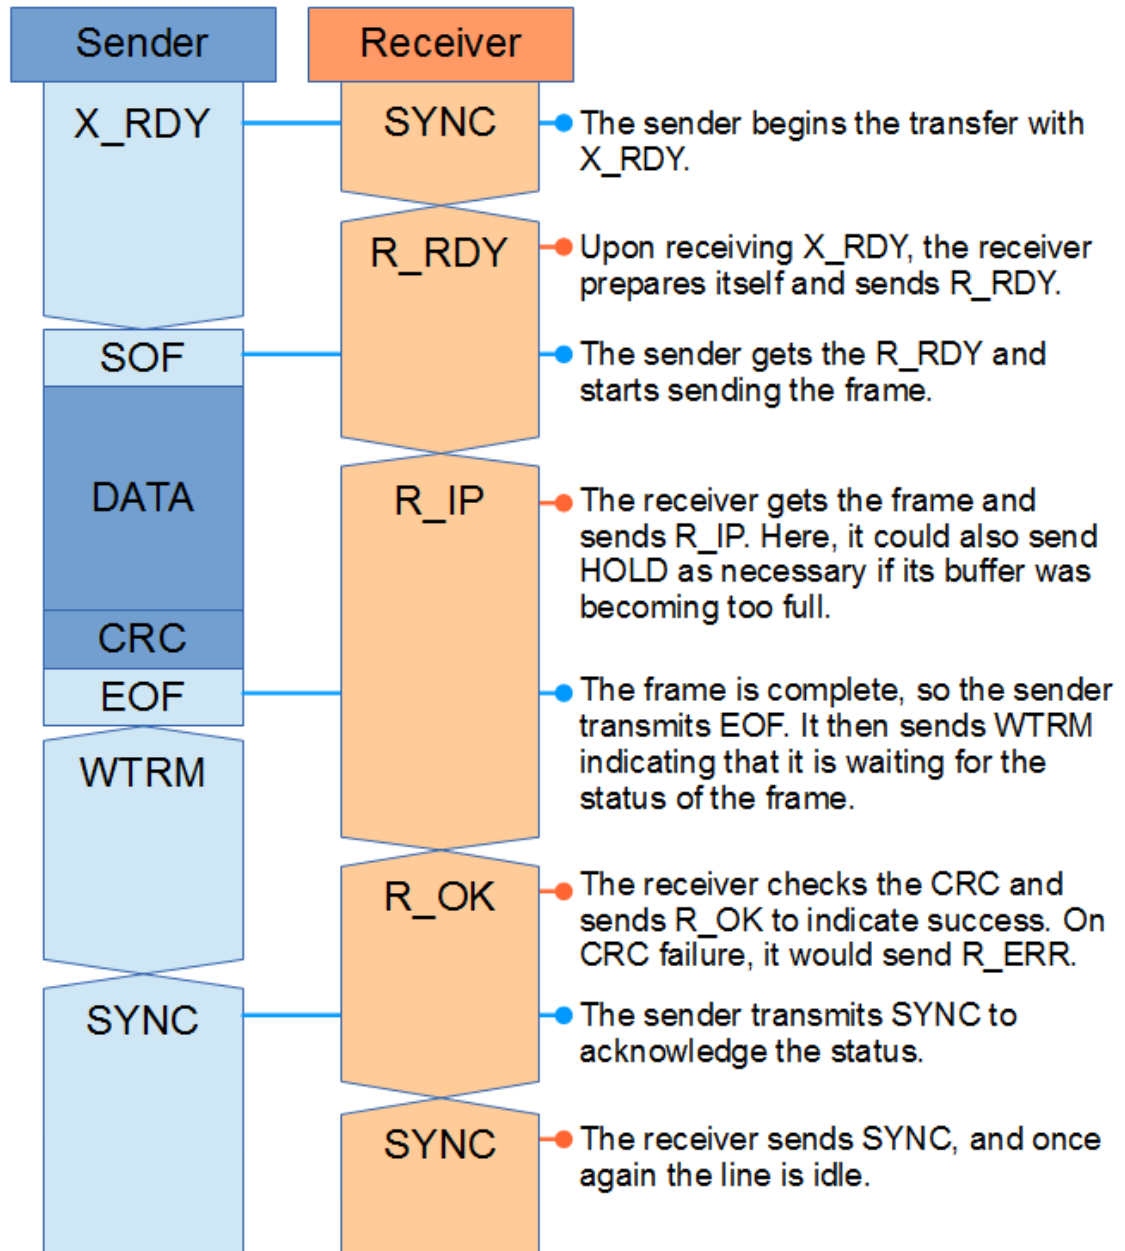 Sender
Receiver
X_RDY
SYNC
The sender begins the transfer with
X_RDY.
R_RDY
Upon receiving X_RDY, the receiver
prepares itself and sends R_RDY.
SOF
The sender gets the R_RDY and
starts sending the frame.
DATA
R_IP
The receiver gets the frame and
sends R_IP. Here, it could also send
HOLD as necessary if its buffer was
becoming too full.
CRC
EOF
The frame is complete, so the sender
transmits EOF. It then sends WTRM
indicating that it is waiting for the
status of the frame.
WTRM
R_OK
The receiver checks the CRC and
sends R_OK to indicate success. On
CRC failure, it would send R_ERR.
SYNC
The sender transmits SYNC to
acknowledge the status.
SYNC
The receiver sends SYNC, and once
again the line is idle.